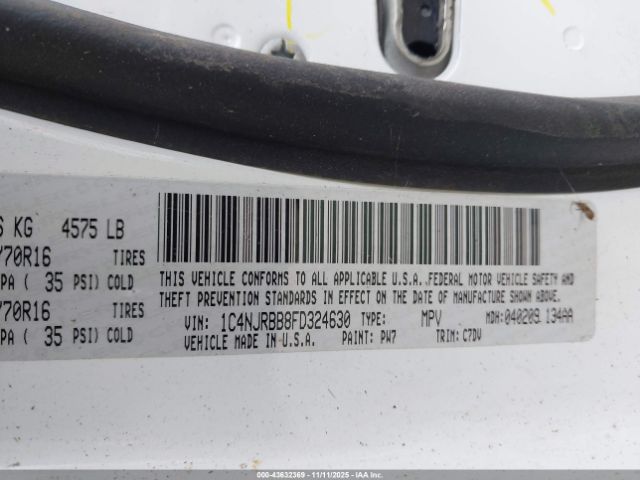 KG 4575 LB
/70R16 TIRES
PA ( 35 PSI) COLD
/70R16 TIRES
PA ( 35 PSI) COLD
THIS VEHICLE CONFORMS TO ALL APPLICABLE U.S.A. FEDERAL MOTOR VEHICLE SAFETY AND
THEFT PREVENTION STANDARDS IN EFFECT ON THE DATE OF MANUFACTURE SHOWN ABOVE.
VIN: 1C4NJRBB8FD324630 TYPE: MPV MDH: 040209 134AA
VEHICLE MADE IN U.S.A. PAINT: PW7 TRIM: C7DV
000-43632369 - 11/11/2025 - IAA Inc.